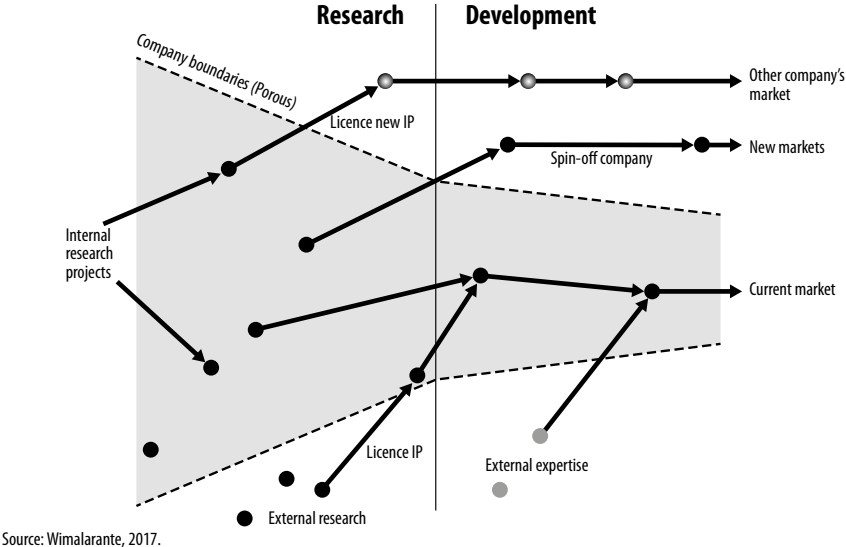 Research
Development
Company boundaries (Porous)
Other company's
market
Licence new IP
New markets
Spin-off company
Internal
research
projects
Current market
Licence IP
External expertise
External research
Source: Wimalarante, 2017.